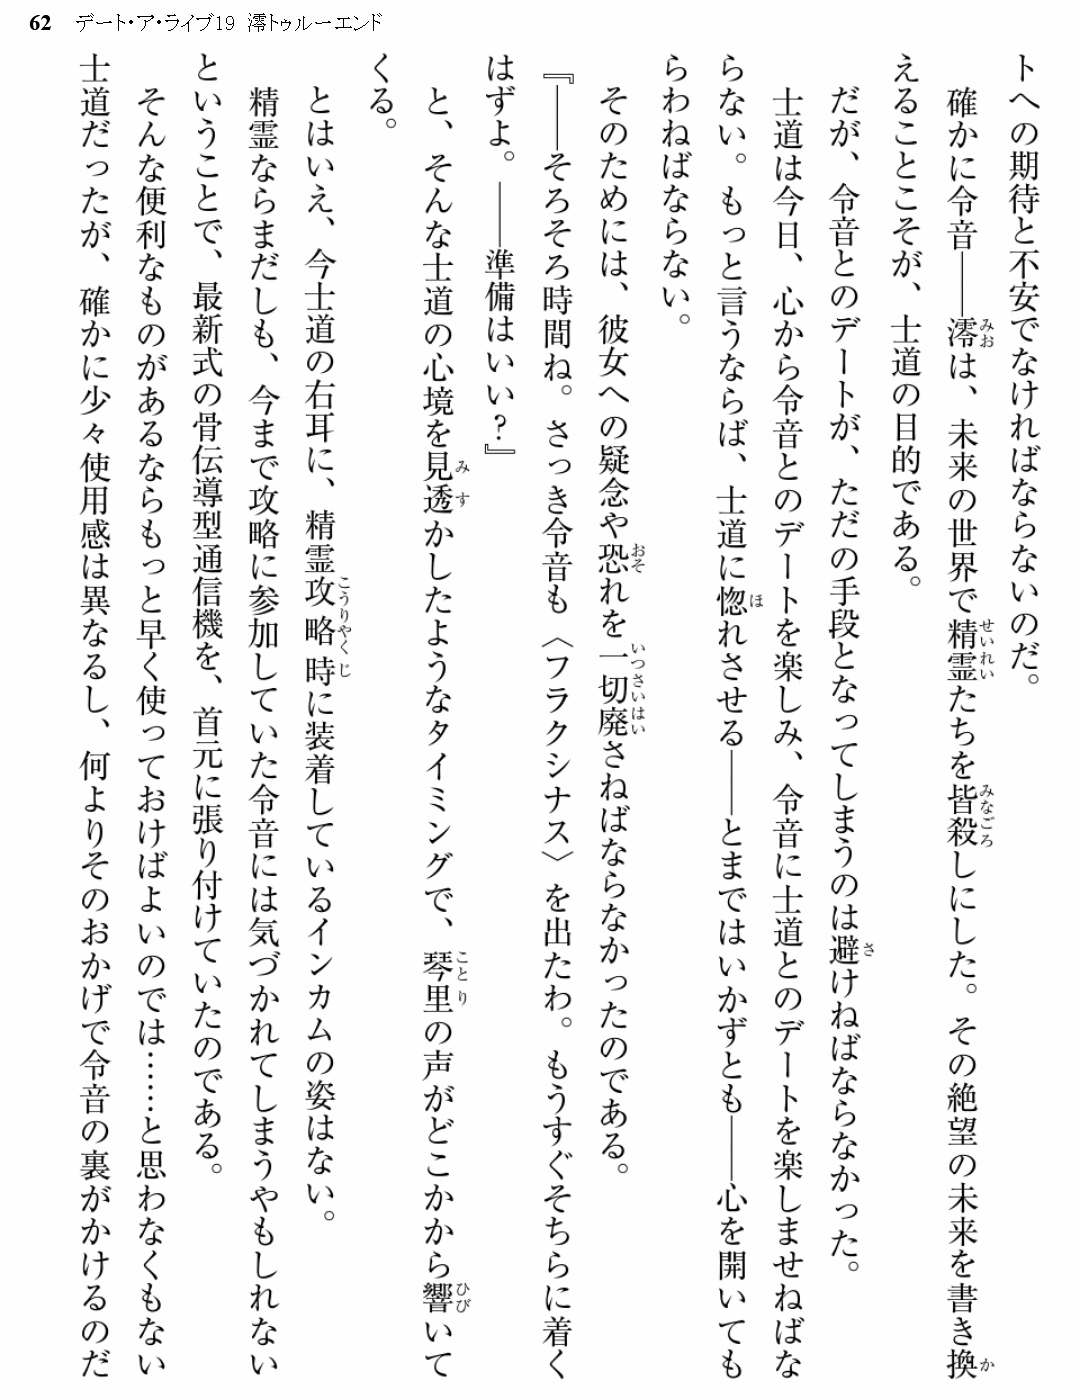 62 デート・ア・ライブ19 澪トゥルーエンド
トへの期待と不安でなければならないのだ。
確かに令音――澪は、未来の世界で精霊たちを皆殺しにした。その絶望の未来を書き換
えることこそが、士道の目的である。
だが、令音とのデートが、ただの手段となってしまうのは避けねばならなかった。
士道は今日、心から令音とのデートを楽しみ、令音に士道とのデートを楽しませねばな
らない。もっと言うならば、士道に惚れさせる――とまではいかずとも――心を開いても
らわねばならない。
そのためには、彼女への疑念や恐れを一切廃さねばならなかったのである。
『――そろそろ時間ね。さっき令音も〈フラクシナス〉を出たわ。もうすぐそちらに着く
はずよ。――準備はいい?』
と、そんな士道の心境を見透かしたようなタイミングで、琴里の声がどこかから響いて
くる。
とはいえ、今士道の右耳に、精霊攻略時に装着しているインカムの姿はない。
精霊ならまだしも、今まで攻略に参加していた令音には気づかれてしまうやもしれない
ということで、最新式の骨伝導型通信機を、首元に張り付けていたのである。
そんな便利なものがあるならもっと早く使っておけばよいのでは……と思わなくもない
士道だったが、確かに少々使用感は異なるし、何よりそのおかげで令音の裏がかけるのだ